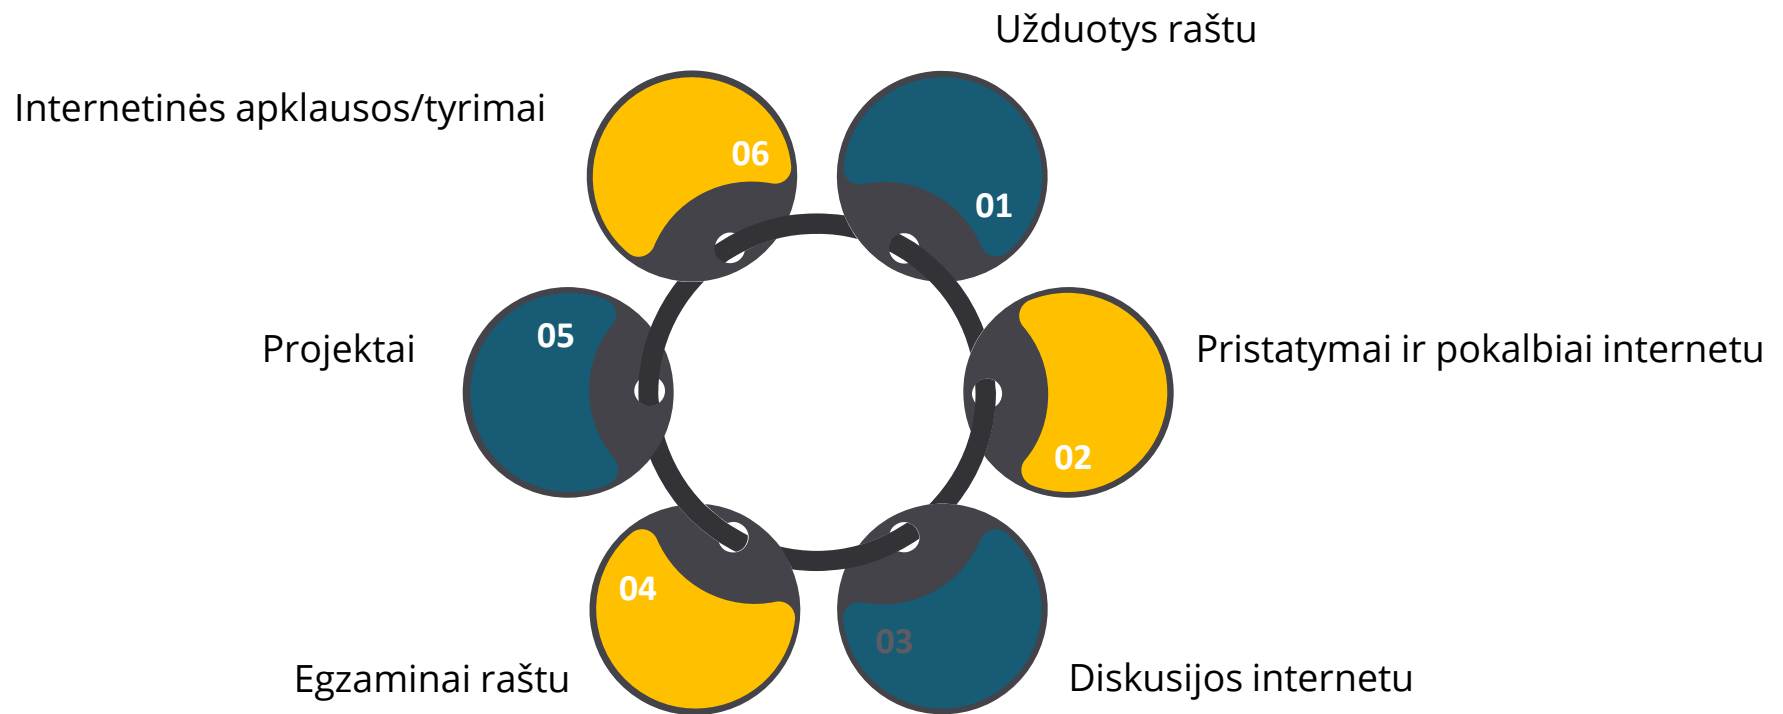 Užduotys raštu
01
Pristatymai ir pokalbiai internetu
02
Diskusijos internetu
03
Egzaminai raštu
04
Projektai
05
Internetinės apklausos/tyrimai
06